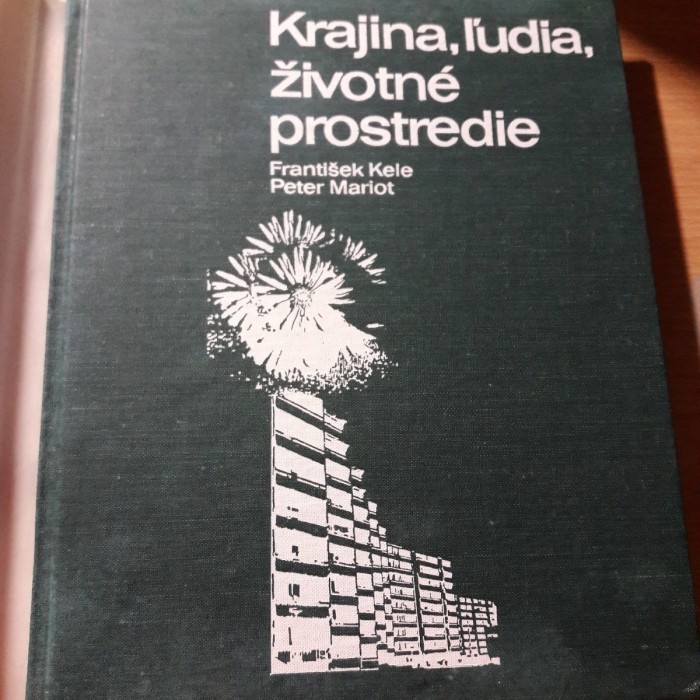 Krajina, ľudia,
životné
prostredie
František Kele
Peter Mariot